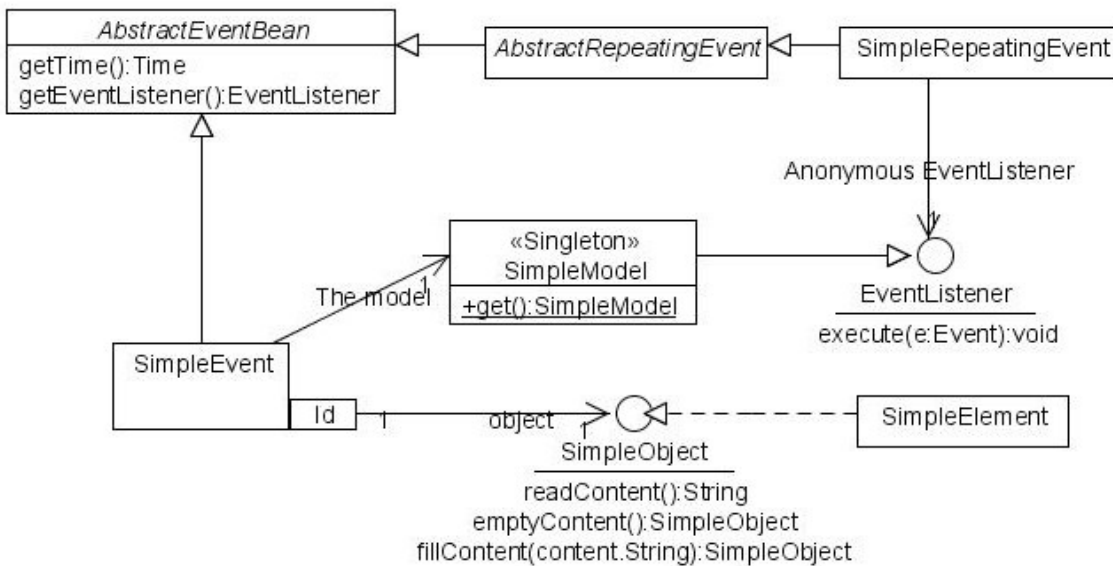 AbstractEventBean
getTime():Time
getEventListener():EventListener
AbstractRepeatingEvent
SimpleRepeatingEvent
Anonymous EventListener
1
«Singleton»
SimpleModel
+get():SimpleModel
The model
1
EventListener
execute(e:Event):void
SimpleEvent
Id
1
object
1
SimpleObject
readContent():String
emptyContent():SimpleObject
fillContent(content.String):SimpleObject
SimpleElement